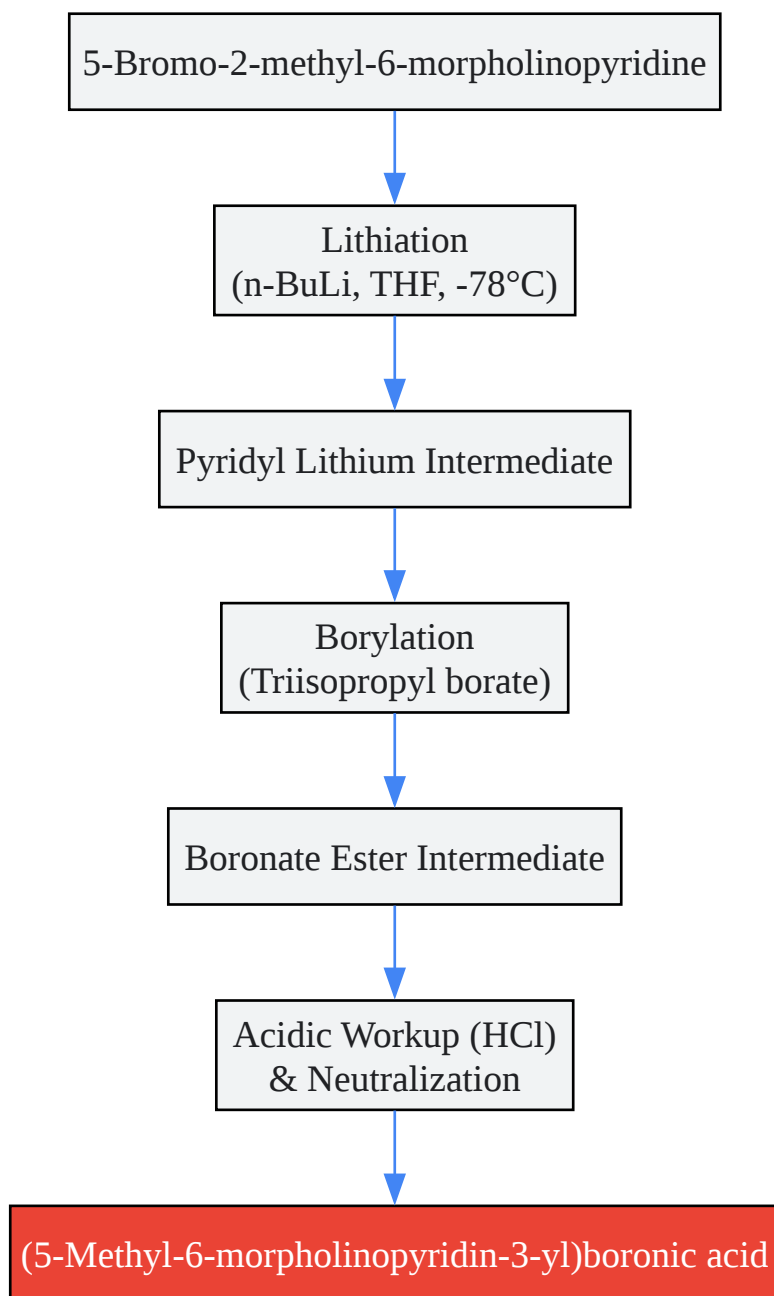 5-Bromo-2-methyl-6-morpholinopyridine
Lithiation
(n-BuLi, THF, -78°C)
Pyridyl Lithium Intermediate
Borylation
(Triisopropyl borate)
Boronate Ester Intermediate
Acidic Workup (HCl)
& Neutralization
(5-Methyl-6-morpholinopyridin-3-yl)boronic acid